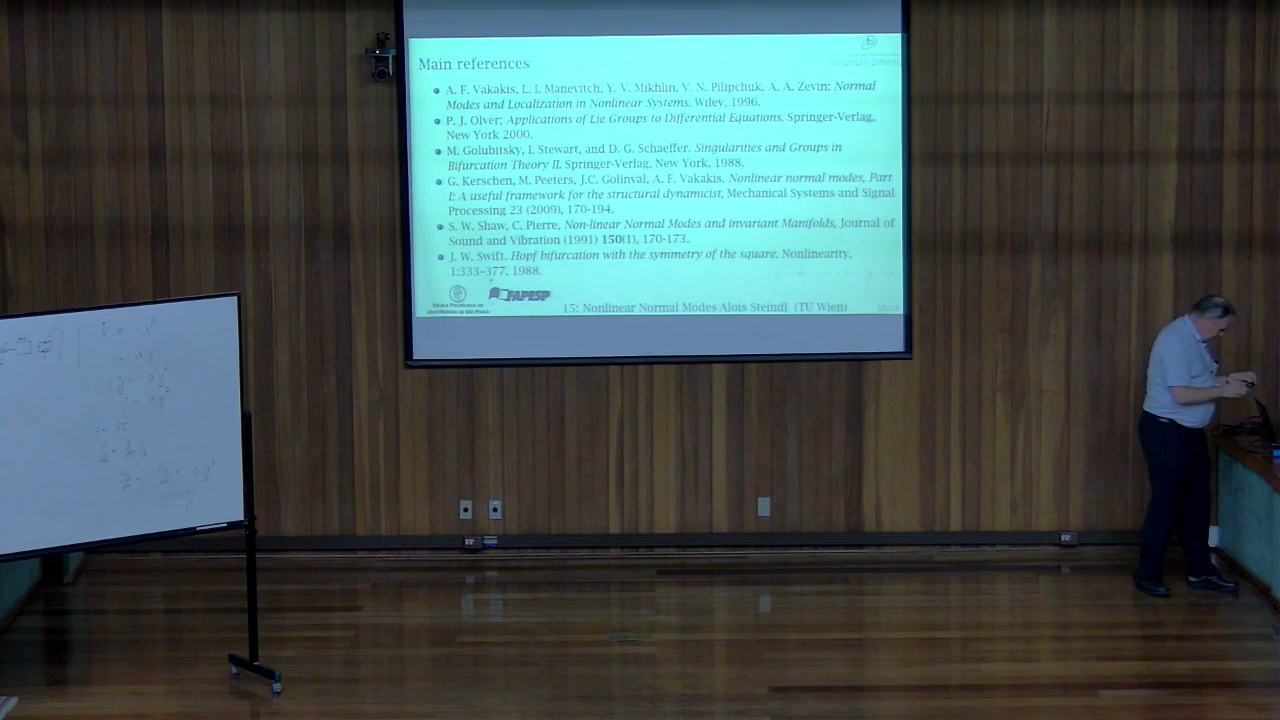 Main references
A. F. Vakakis, L. I. Manevitch, Y. V. Mikhlin, V. N. Pilipchuk, A. A. Zevin; Normal
Modes and Localization in Nonlinear Systems. Wiley, 1996.
P. J. Olver; Applications of Lie Groups to Differential Equations. Springer-Verlag,
New York 2000.
M. Golubitsky, I. Stewart, and D. G. Schaeffer. Singularities and Groups in
Bifurcation Theory II. Springer-Verlag, New York, 1988.
G. Kerschen, M. Peeters, J.C. Golinval, A. F. Vakakis. Nonlinear normal modes, Part
I: A useful framework for the structural dynamicist, Mechanical Systems and Signal
Processing 23 (2009), 170-194.
S. W. Shaw, C. Pierre, Non-linear Normal Modes and Invariant Manifolds, Journal of
Sound and Vibration (1991) 150(1), 170-173.
J. W. Swift. Hopf bifurcation with the symmetry of the square. Nonlinearity,
1:333–377, 1988.
FAPESP
15: Nonlinear Normal Modes Alois Steindl (TU Wien)